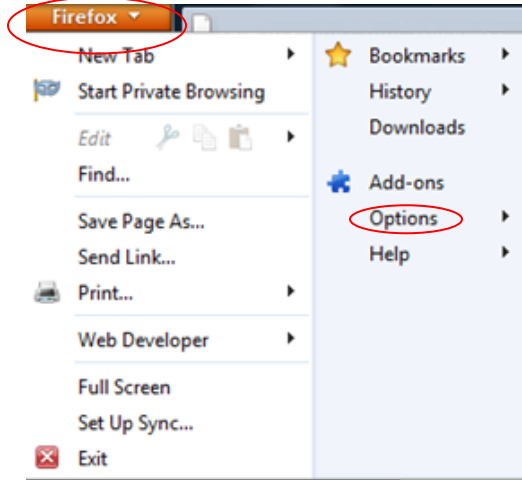 Firefox
New Tab
Start Private Browsing
Edit
Find...
Save Page As...
Send Link...
Print...
Web Developer
Full Screen
Set Up Sync...
Exit
Bookmarks
History
Downloads
Add-ons
Options
Help